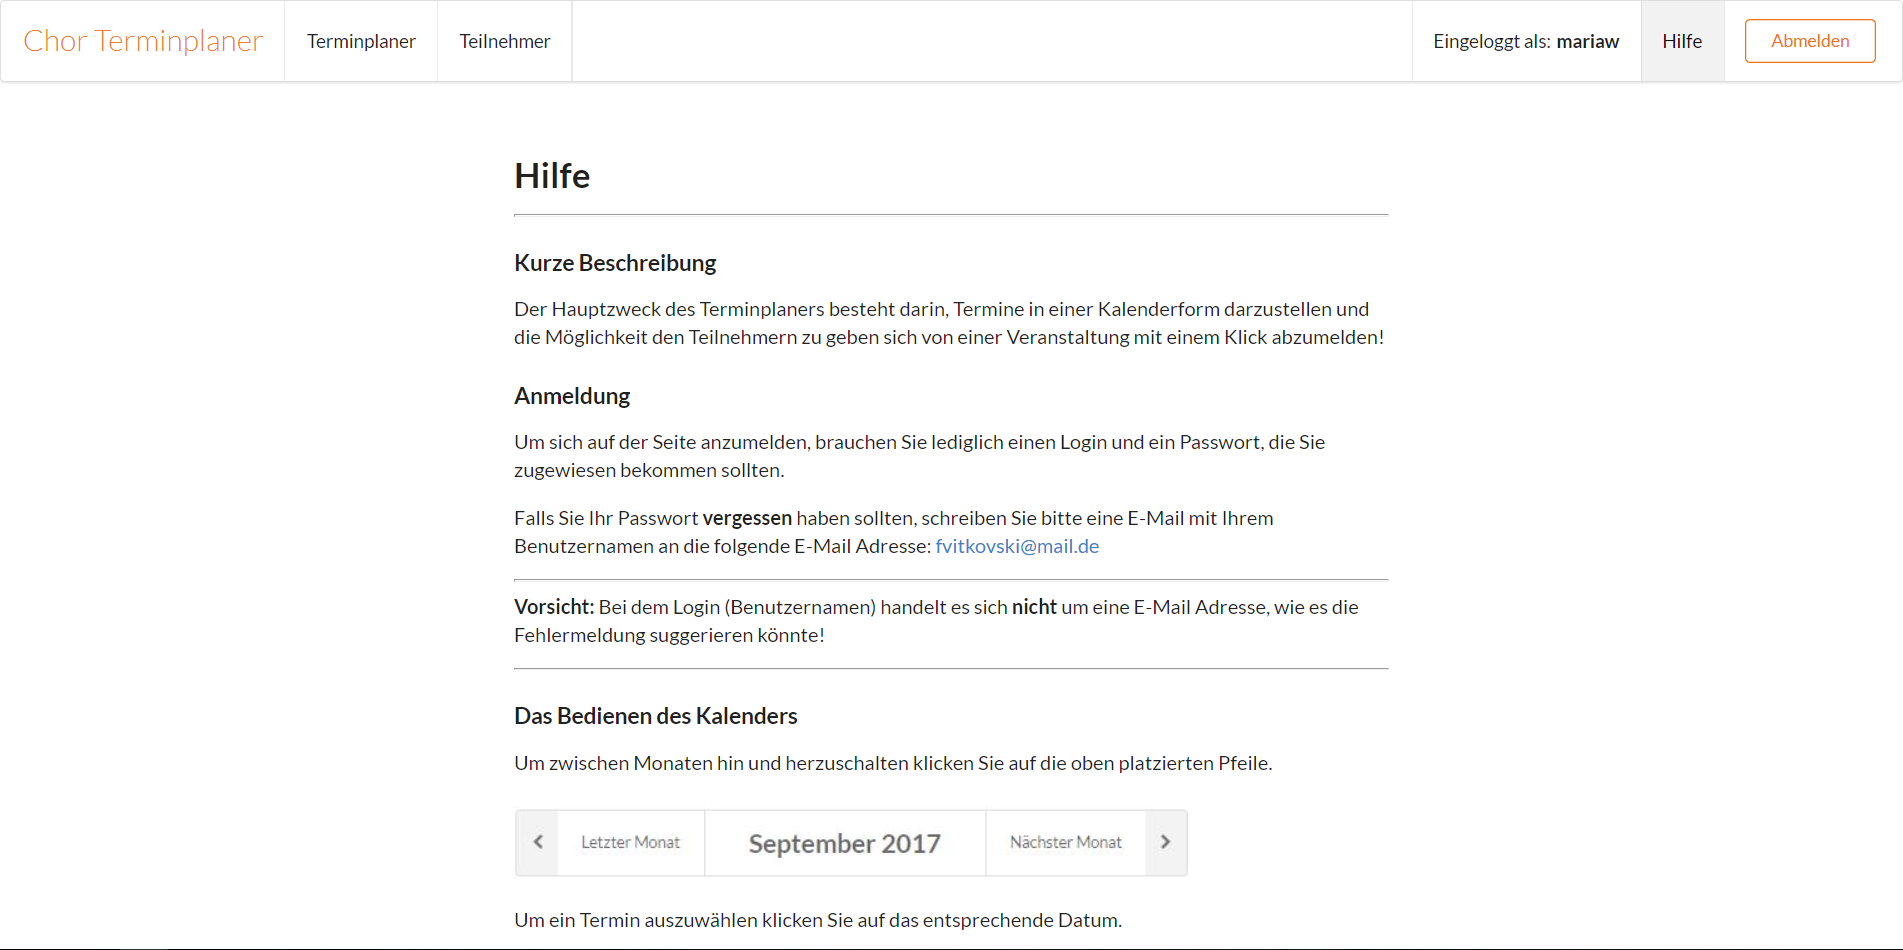 Chor Terminplaner
Terminplaner
Teilnehmer
Eingeloggt als: mariaw
Hilfe
Abmelden
Hilfe
Kurze Beschreibung
Der Hauptzweck des Terminplaners besteht darin, Termine in einer Kalenderform darzustellen und
die Möglichkeit den Teilnehmern zu geben sich von einer Veranstaltung mit einem Klick abzumelden!
Anmeldung
Um sich auf der Seite anzumelden, brauchen Sie lediglich einen Login und ein Passwort, die Sie
zugewiesen bekommen sollten.
Falls Sie Ihr Passwort vergessen haben sollten, schreiben Sie bitte eine E-Mail mit Ihrem
Benutzernamen an die folgende E-Mail Adresse: fvitkovski@mail.de
Vorsicht: Bei dem Login (Benutzernamen) handelt es sich nicht um eine E-Mail Adresse, wie es die
Fehlermeldung suggerieren könnte!
Das Bedienen des Kalenders
Um zwischen Monaten hin und herzuschalten klicken Sie auf die oben platzierten Pfeile.
Letzter Monat
September 2017
Nächster Monat
Um ein Termin auszuwählen klicken Sie auf das entsprechende Datum.